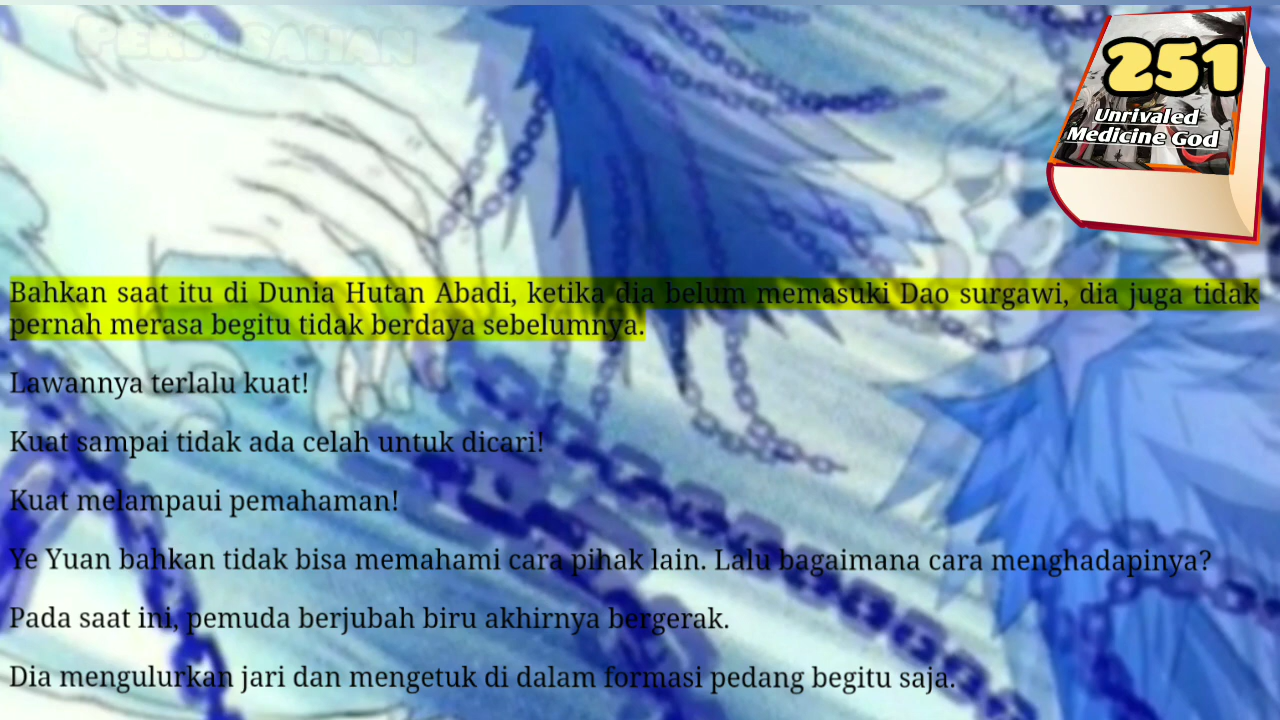 PERPISAHAN
251
Unrivaled
Medicine God
Bahkan saat itu di Dunia Hutan Abadi, ketika dia belum memasuki Dao surgawi, dia juga tidak
pernah merasa begitu tidak berdaya sebelumnya.
Lawannya terlalu kuat!
Kuat sampai tidak ada celah untuk dicari!
Kuat melampaui pemahaman!
Ye Yuan bahkan tidak bisa memahami cara pihak lain. Lalu bagaimana cara menghadapinya?
Pada saat ini, pemuda berjubah biru akhirnya bergerak.
Dia mengulurkan jari dan mengetuk di dalam formasi pedang begitu saja.